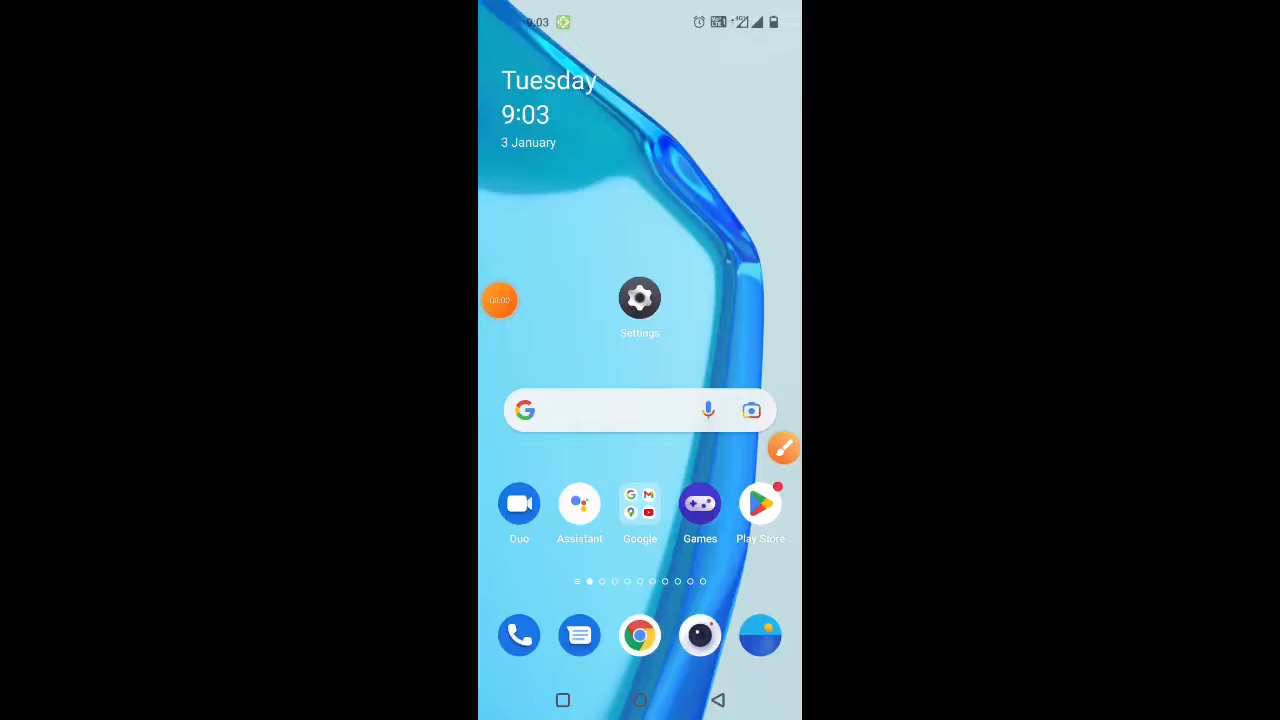 9:03
Tuesday
9:03
3 January
00:00
Settings
Duo
Assistant
Google
Games
Play Store